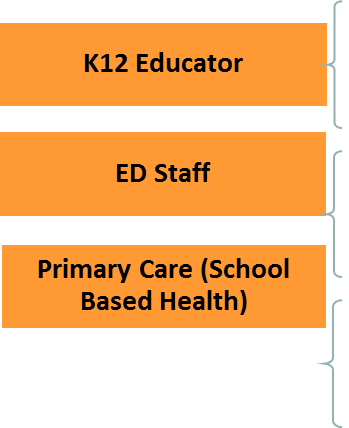 K12 Educator
ED Staff
Primary Care (School
Based Health)